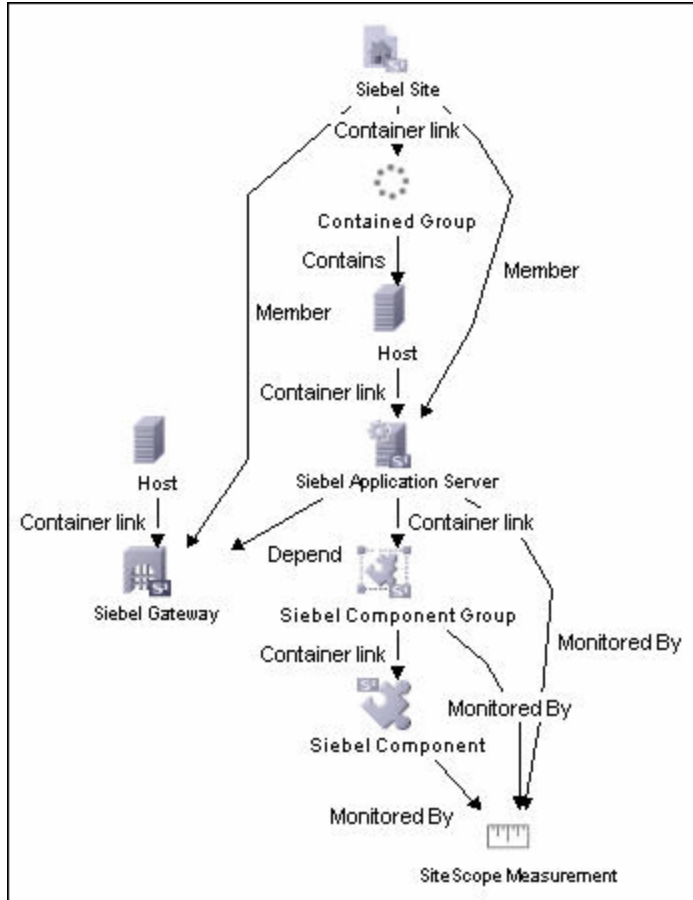 Siebel Site
Container link
Contained Group
Contains
Member
Member
Host
Container link
Host
Siebel Application Server
Container link
Container link
Depend
Siebel Gateway
Siebel Component Group
Container link
Monitored By
Monitored By
Siebel Component
Monitored By
SiteScope Measurement